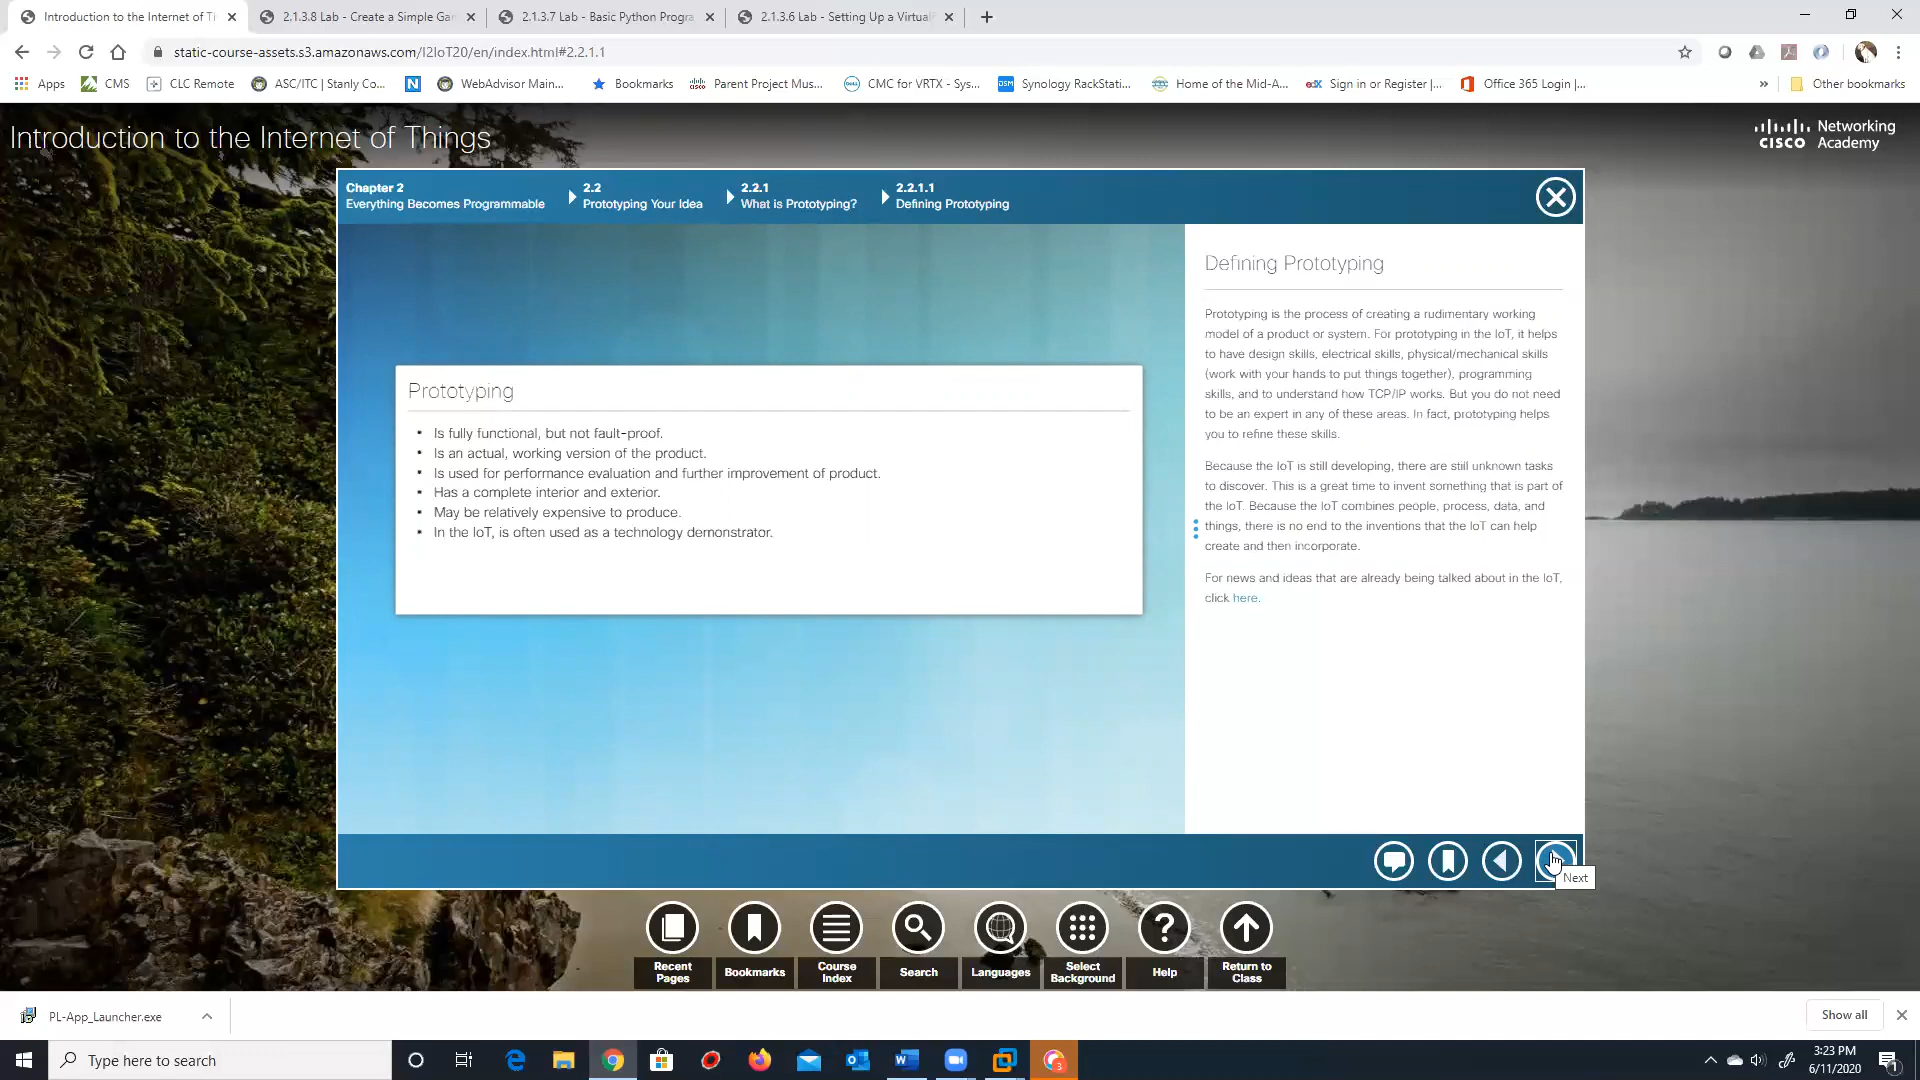 Introduction to the Internet of T
2.1.3.8 Lab - Create a Simple Ga
2.1.3.7 Lab - Basic Python Progra
2.1.3.6 Lab - Setting Up a Virtual
static-course-assets.s3.amazonaws.com/I2IoT20/en/index.html#2.2.1.1
Apps
CMS
CLC Remote
ASC/ITC | Stanly Co...
N
WebAdvisor Main...
Bookmarks
Parent Project Mus...
CMC for VRTX - Sys...
Synology RackStati...
Home of the Mid-A...
Sign in or Register |...
Office 365 Login |...
»
Other bookmarks
Introduction to the Internet of Things
cisco Networking Academy
Chapter 2
Everything Becomes Programmable
2.2
Prototyping Your Idea
2.2.1
What is Prototyping?
2.2.1.1
Defining Prototyping
Prototyping
• Is fully functional, but not fault-proof.
• Is an actual, working version of the product.
• Is used for performance evaluation and further improvement of product.
• Has a complete interior and exterior.
• May be relatively expensive to produce.
• In the IoT, is often used as a technology demonstrator.
Defining Prototyping
Prototyping is the process of creating a rudimentary working
model of a product or system. For prototyping in the IoT, it helps
to have design skills, electrical skills, physical/mechanical skills
(work with your hands to put things together), programming
skills, and to understand how TCP/IP works. But you do not need
to be an expert in any of these areas. In fact, prototyping helps
you to refine these skills.
Because the IoT is still developing, there are still unknown tasks
to discover. This is a great time to invent something that is part of
the IoT. Because the IoT combines people, process, data, and
things, there is no end to the inventions that the IoT can help
create and then incorporate.
For news and ideas that are already being talked about in the IoT,
click here.
Next
Recent Pages
Bookmarks
Course Index
Search
Languages
Select Background
?
Help
Return to Class
PL-App_Launcher.exe
Show all
Type here to search
3:23 PM
6/11/2020